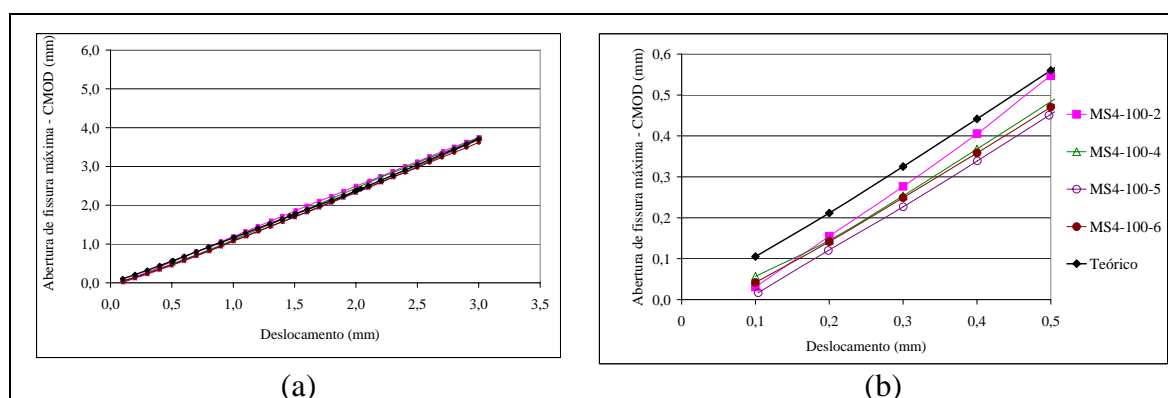 Abertura de fissura máxima - CMOD (mm)
6,0
5,0
4,0
3,0
2,0
1,0
0,0
0,0 0,5 1,0 1,5 2,0 2,5 3,0 3,5
Deslocamento (mm)
(a)
Abertura de fissura máxima - CMOD (mm)
0,6
0,5
0,4
0,3
0,2
0,1
0,0
0 0,1 0,2 0,3 0,4 0,5
Deslocamento (mm)
MS4-100-2
MS4-100-4
MS4-100-5
MS4-100-6
Teórico
(b)